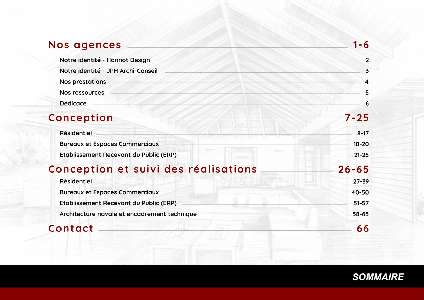 Nos agences 1-6
Notre identité - Hannot Design 2
Notre identité - JPH Archi-Conseil 3
Nos prestations 4
Nos ressources 5
Dédicace 6
Conception 7-25
Résidentiel 8-17
Bureaux et Espaces Commerciaux 18-20
Etablissement Recevant du Public (ERP) 21-25
Conception et suivi des réalisations 26-65
Résidentiel 27-39
Bureaux et Espaces Commerciaux 40-50
Etablissement Recevant du Public (ERP) 51-57
Architecture navale et encadrement technique 58-65
Contact 66
SOMMAIRE